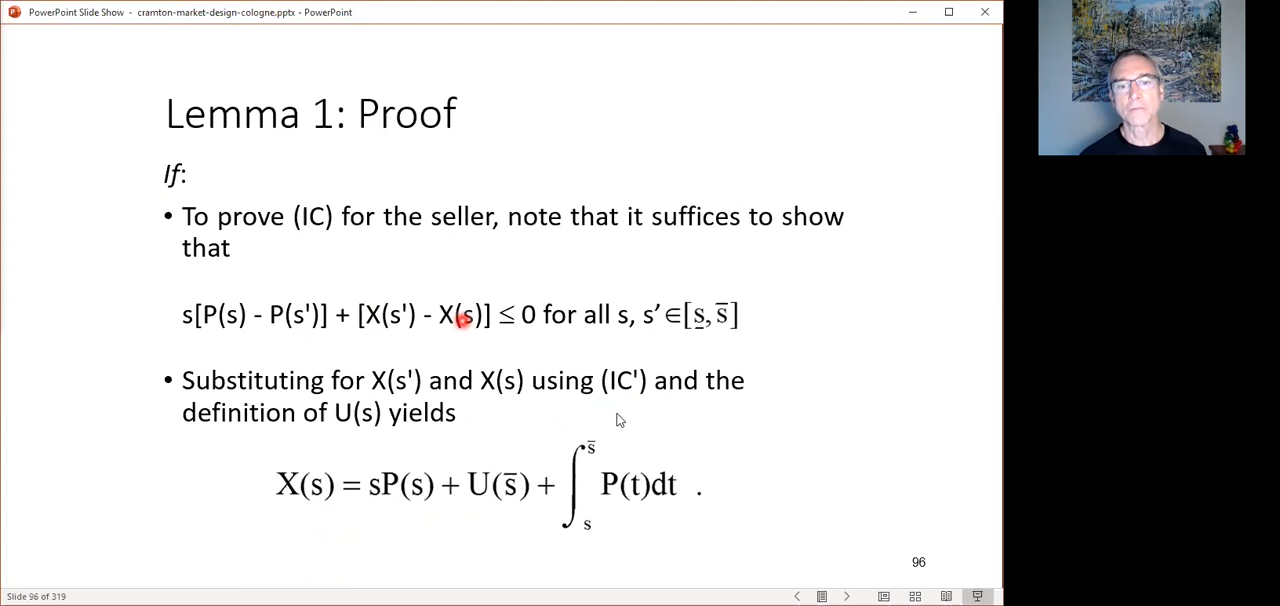 PowerPoint Slide Show - cramton-market-design-cologne.pptx - PowerPoint
Lemma 1: Proof
If:
• To prove (IC) for the seller, note that it suffices to show
that
s[P(s) - P(s')] + [X(s') - X(s)] ≤ 0 for all s, s’ ∈ [s̲, s̅]
• Substituting for X(s') and X(s) using (IC') and the
definition of U(s) yields
X(s) = sP(s) + U(s̅) + ∫ₛ^s̅ P(t)dt .
96
Slide 96 of 319